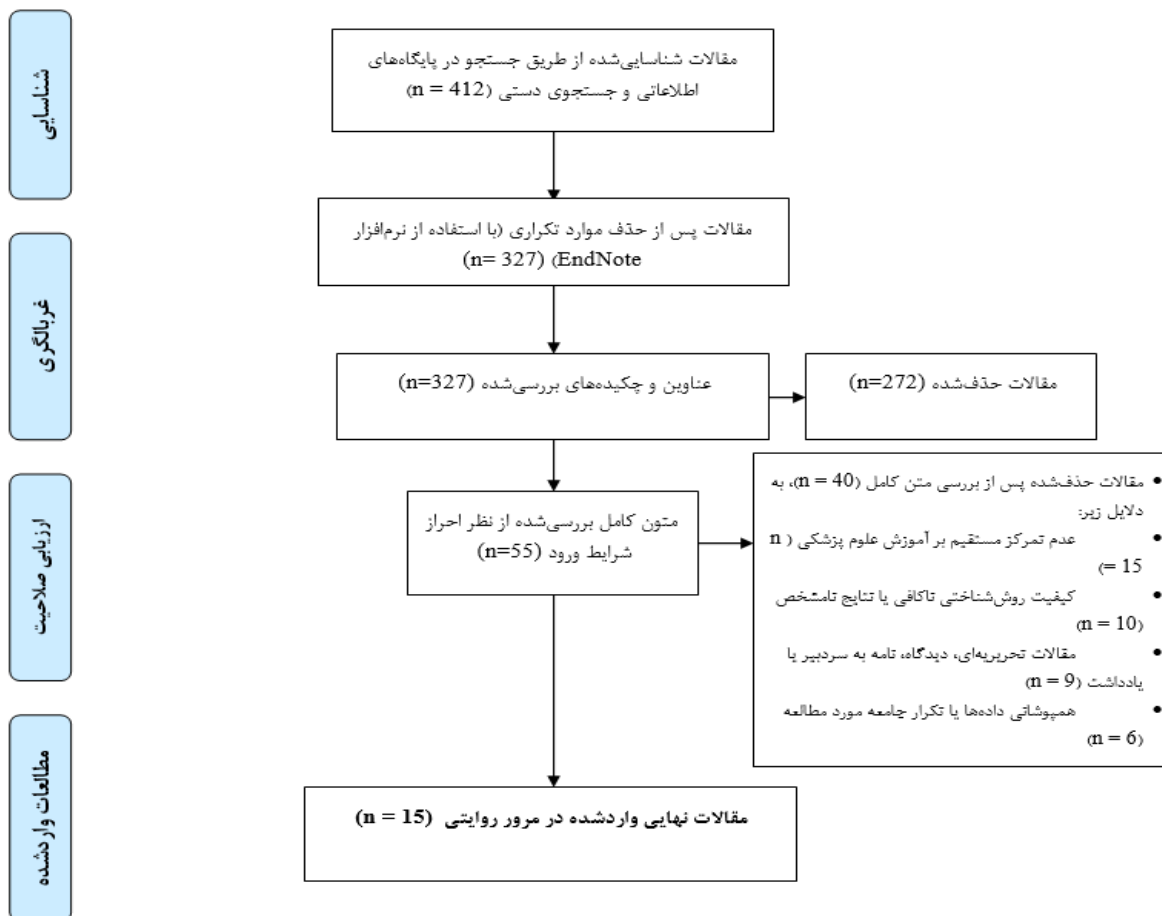 شناسایی
مقالات شناسایی‌شده از طریق جستجو در پایگاه‌های
اطلاعاتی و جستجوی دستی (n = 412)
غربالگری
مقالات پس از حذف موارد تکراری (با استفاده از نرم‌افزار
EndNote) (n= 327)
عناوین و چکیده‌های بررسی‌شده (n=327)
مقالات حذف‌شده (n=272)
ارزیابی صلاحیت
متون کامل بررسی‌شده از نظر احراز
شرایط ورود (n=55)
• مقالات حذف‌شده پس از بررسی متن کامل (n = 40)، به
دلایل زیر:
• عدم تمرکز مستقیم بر آموزش علوم پزشکی (n
= 15)
• کیفیت روش‌شناختی ناکافی یا نتایج نامشخص
(n = 10)
• مقالات تحریریه‌ای، دیدگاه، نامه به سردبیر یا
یادداشت (n = 9)
• همپوشانی داده‌ها یا تکرار جامعه مورد مطالعه
(n = 6)
مطالعات واردشده
مقالات نهایی واردشده در مرور روایتی (n = 15)